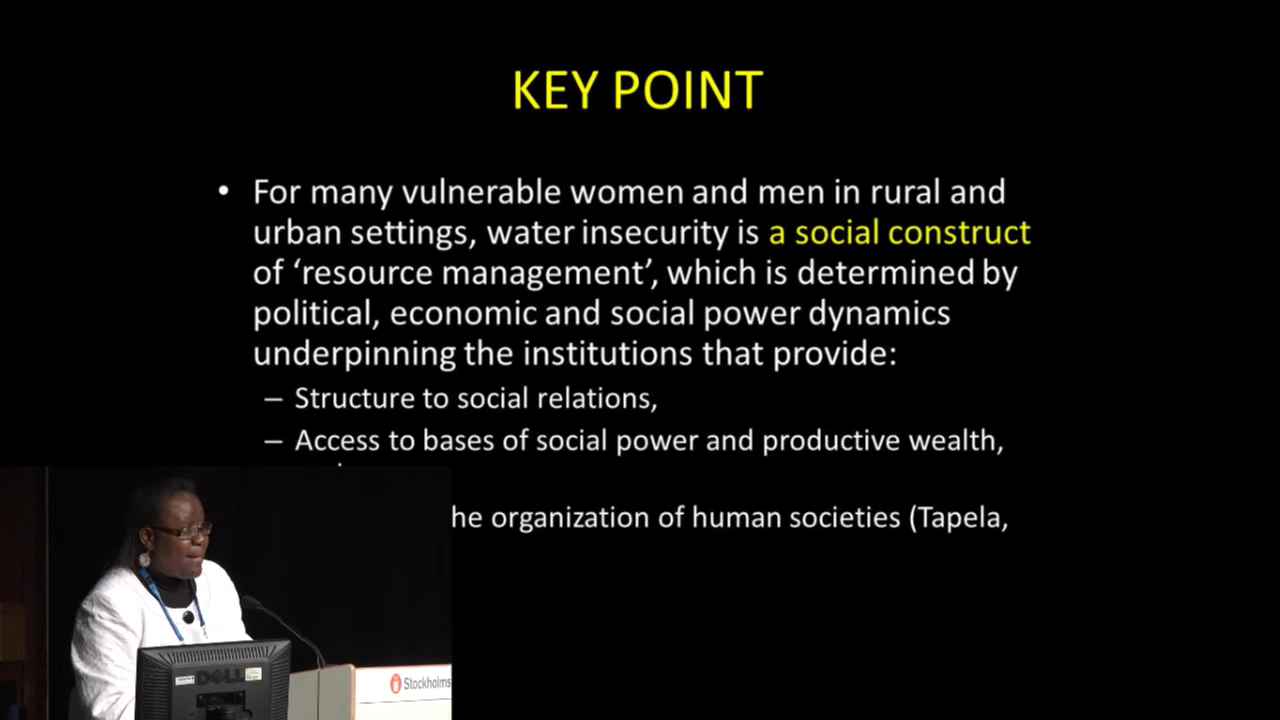 KEY POINT
• For many vulnerable women and men in rural and
urban settings, water insecurity is a social construct
of ‘resource management’, which is determined by
political, economic and social power dynamics
underpinning the institutions that provide:
– Structure to social relations,
– Access to bases of social power and productive wealth,
he organization of human societies (Tapela,
DELL
Stockholms